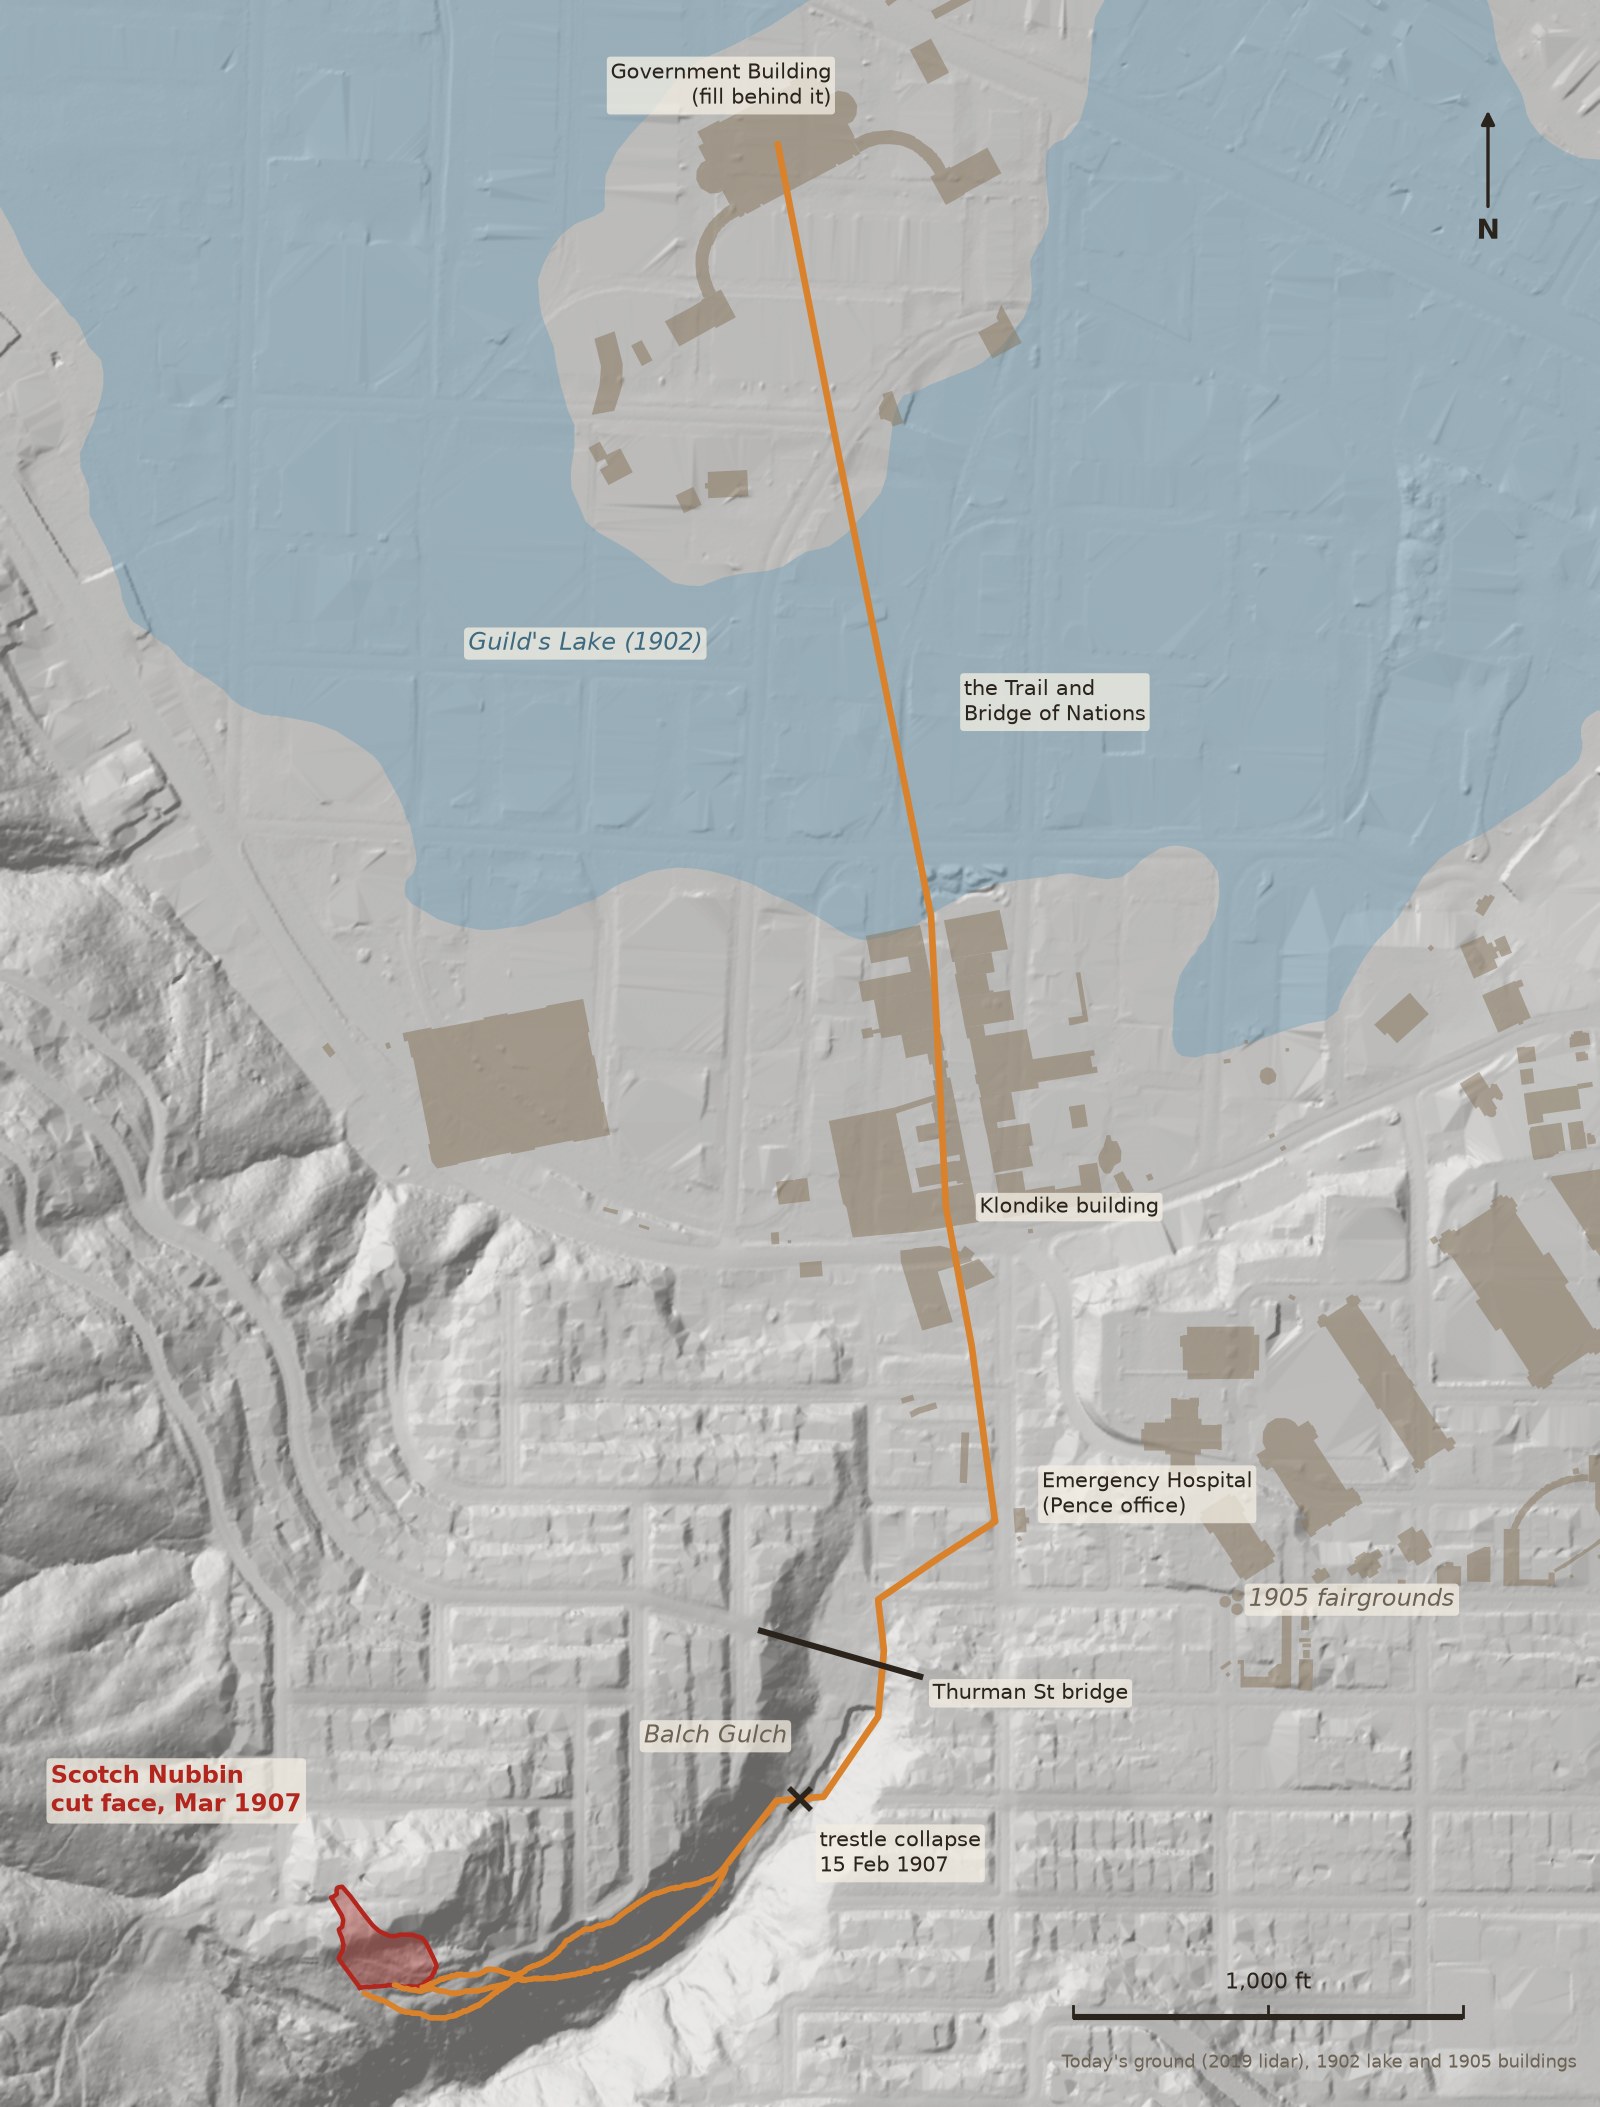 Government Building
(fill behind it)
N
Guild's Lake (1902)
the Trail and
Bridge of Nations
Klondike building
Emergency Hospital
(Pence office)
1905 fairgrounds
Thurman St bridge
Balch Gulch
Scotch Nubbin
cut face, Mar 1907
trestle collapse
15 Feb 1907
1,000 ft
Today's ground (2019 lidar), 1902 lake and 1905 buildings